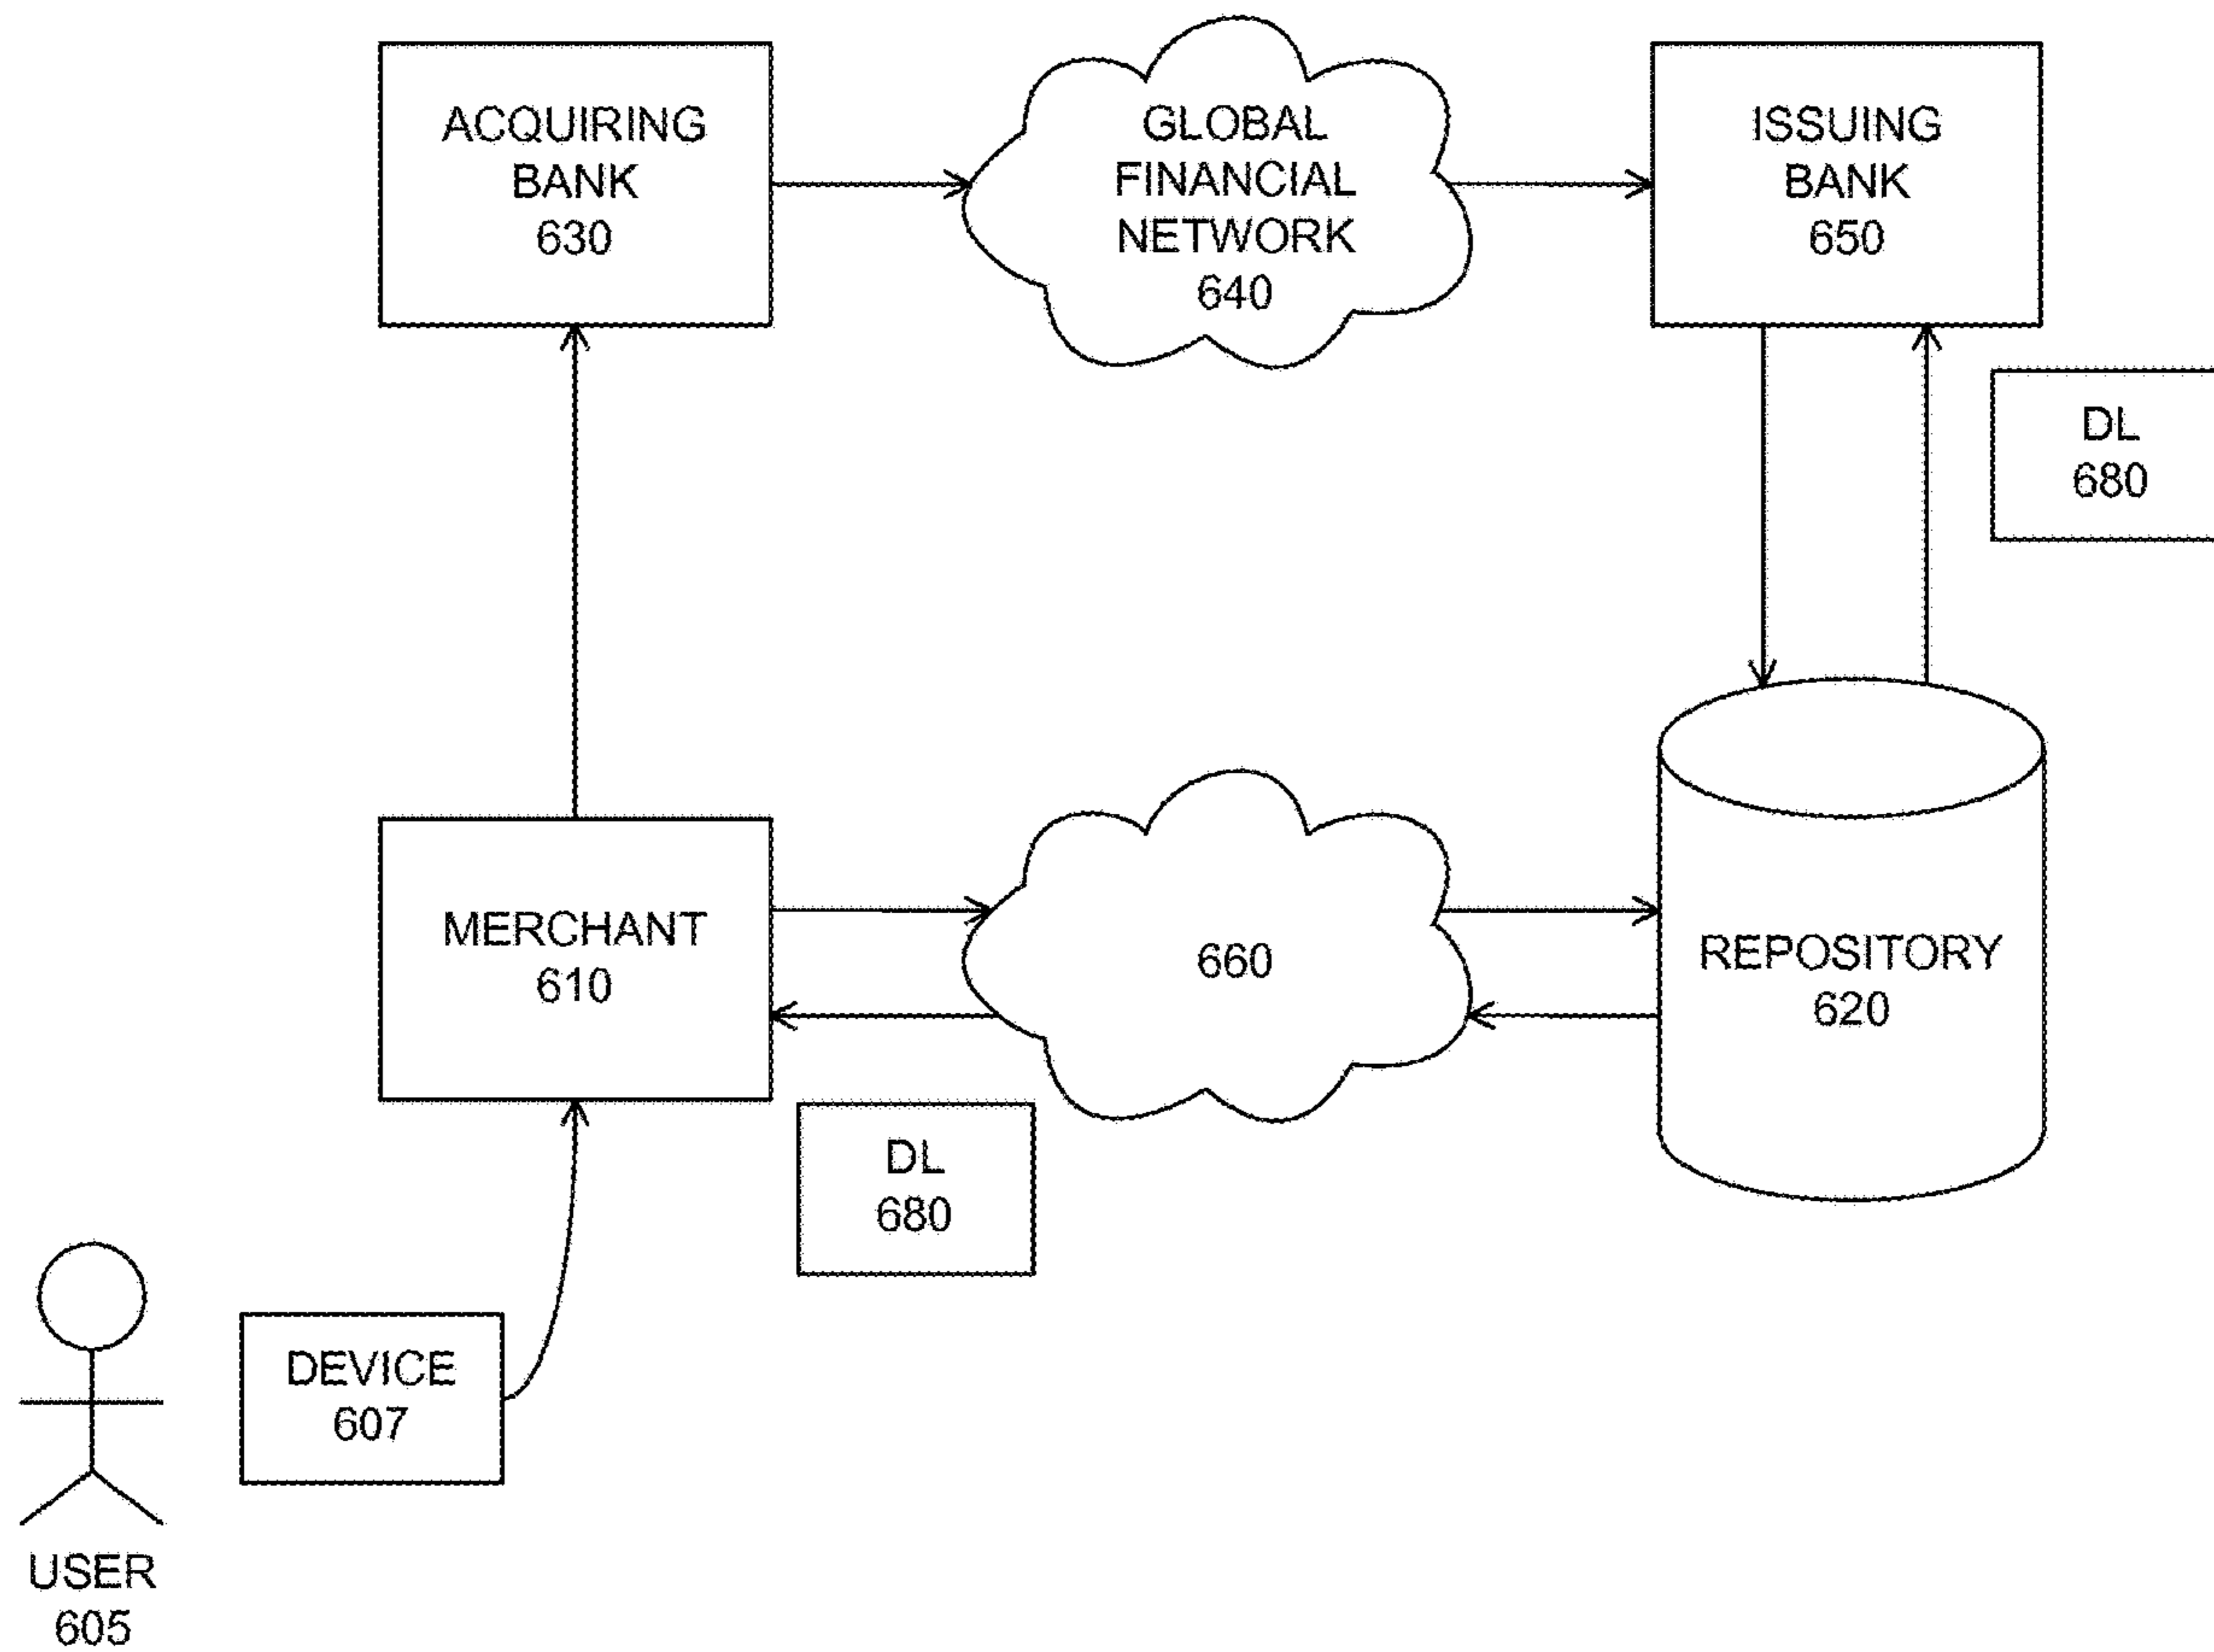 ACQUIRING
BANK
630
GLOBAL
FINANCIAL
NETWORK
640
ISSUING
BANK
650
DL
680
MERCHANT
610
660
REPOSITORY
620
DL
680
DEVICE
607
USER
605